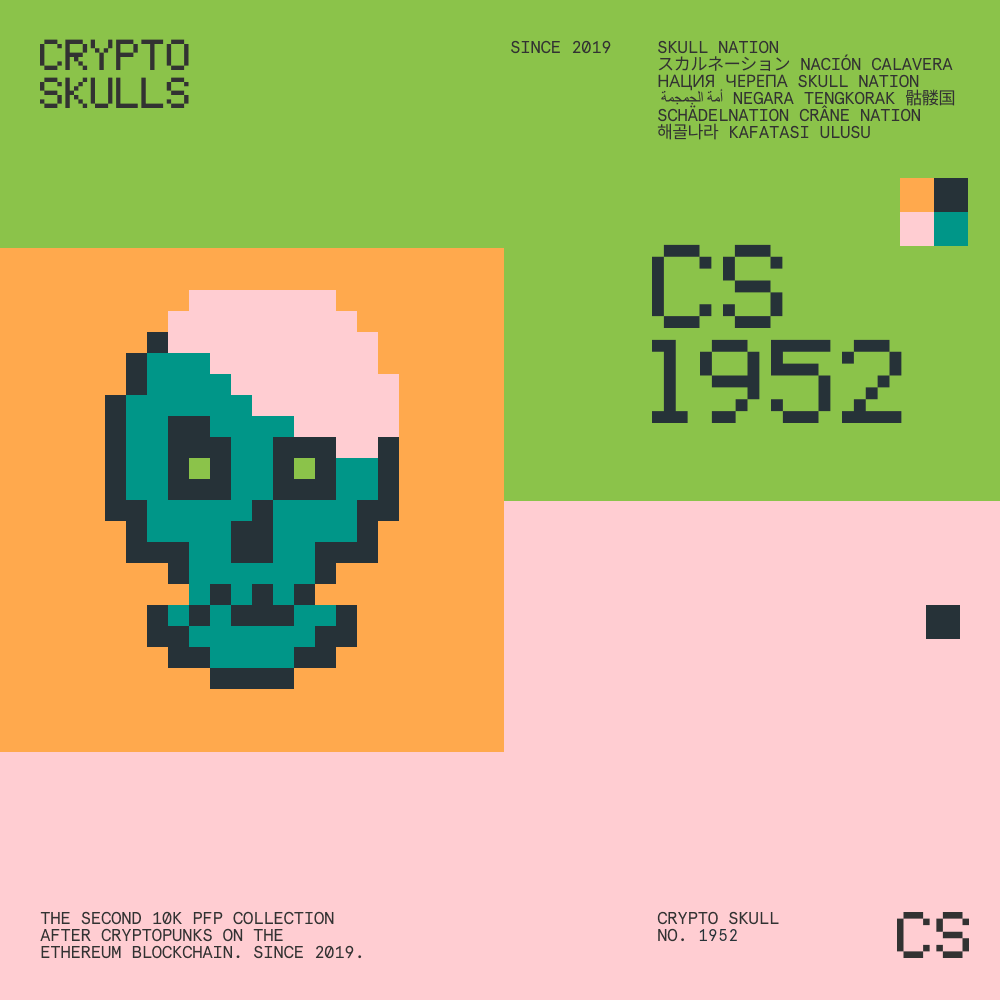 CRYPTO
SKULLS
SINCE 2019
SKULL NATION
スカルネーション NACIÓN CALAVERA
НАЦИЯ ЧЕРЕПА SKULL NATION
أمة الجمجمة NEGARA TENGKORAK 骷髅国
SCHÄDELNATION CRÂNE NATION
해골나라 KAFATASI ULUSU
CS
1952
THE SECOND 10K PFP COLLECTION
AFTER CRYPTOPUNKS ON THE
ETHEREUM BLOCKCHAIN. SINCE 2019.
CRYPTO SKULL
NO. 1952
CS